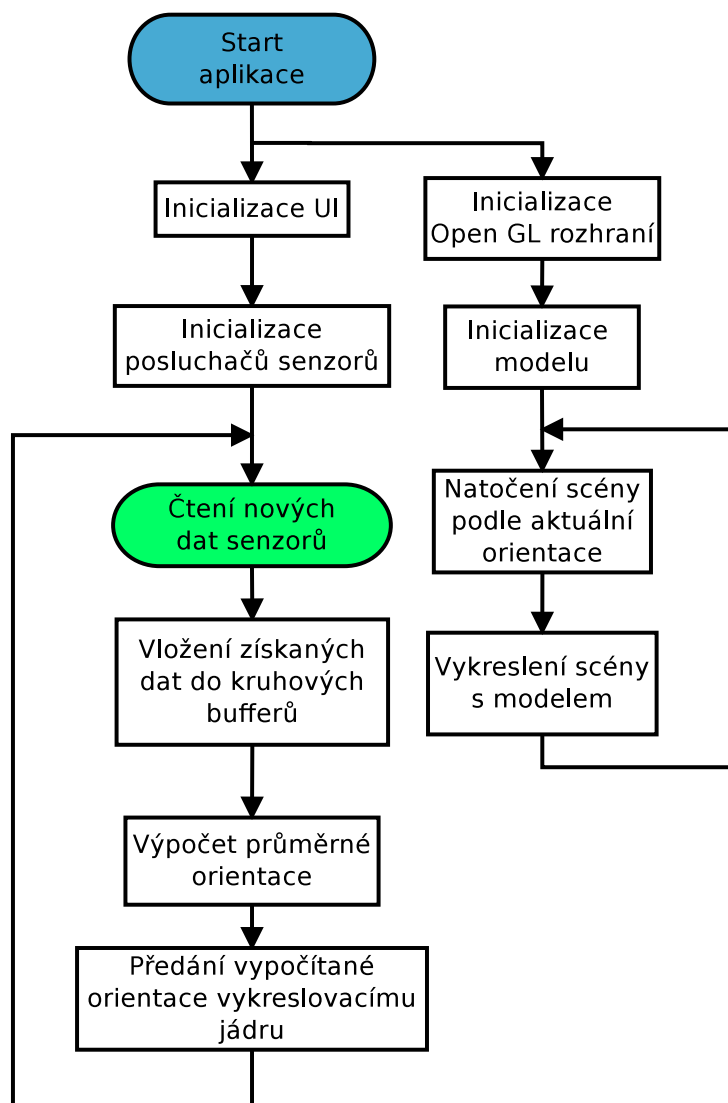 Start
aplikace
Inicializace UI
Inicializace
posluchačů senzorů
Čtení nových
dat senzorů
Vložení získaných
dat do kruhových
bufferů
Výpočet průměrné
orientace
Předání vypočítané
orientace vykreslovacímu
jádru
Inicializace
Open GL rozhraní
Inicializace
modelu
Natočení scény
podle aktuální
orientace
Vykreslení scény
s modelem